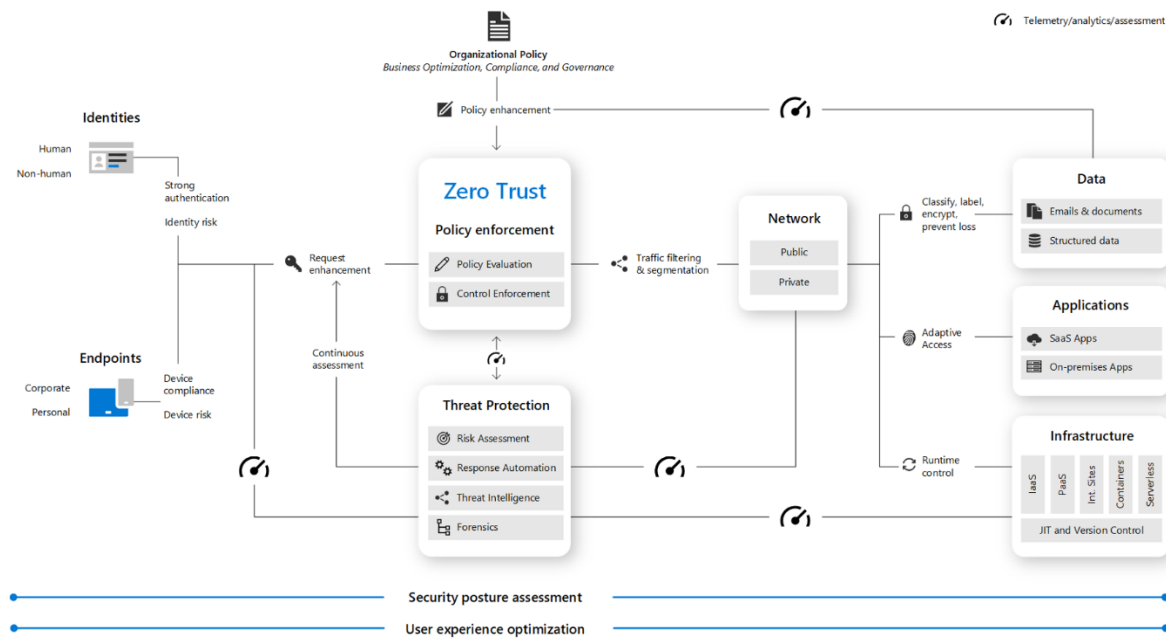 Telemetry/analytics/assessment
Organizational Policy
Business Optimization, Compliance, and Governance
Policy enhancement
Identities
Human
Non-human
Strong
authentication
Identity risk
Endpoints
Corporate
Personal
Device
compliance
Device risk
Request
enhancement
Continuous
assessment
Zero Trust
Policy enforcement
Policy Evaluation
Control Enforcement
Threat Protection
Risk Assessment
Response Automation
Threat Intelligence
Forensics
Traffic filtering
& segmentation
Network
Public
Private
Classify, label,
encrypt,
prevent loss
Adaptive
Access
Runtime
control
Data
Emails & documents
Structured data
Applications
SaaS Apps
On-premises Apps
Infrastructure
IaaS
PaaS
Int. Sites
Containers
Serverless
JIT and Version Control
Security posture assessment
User experience optimization